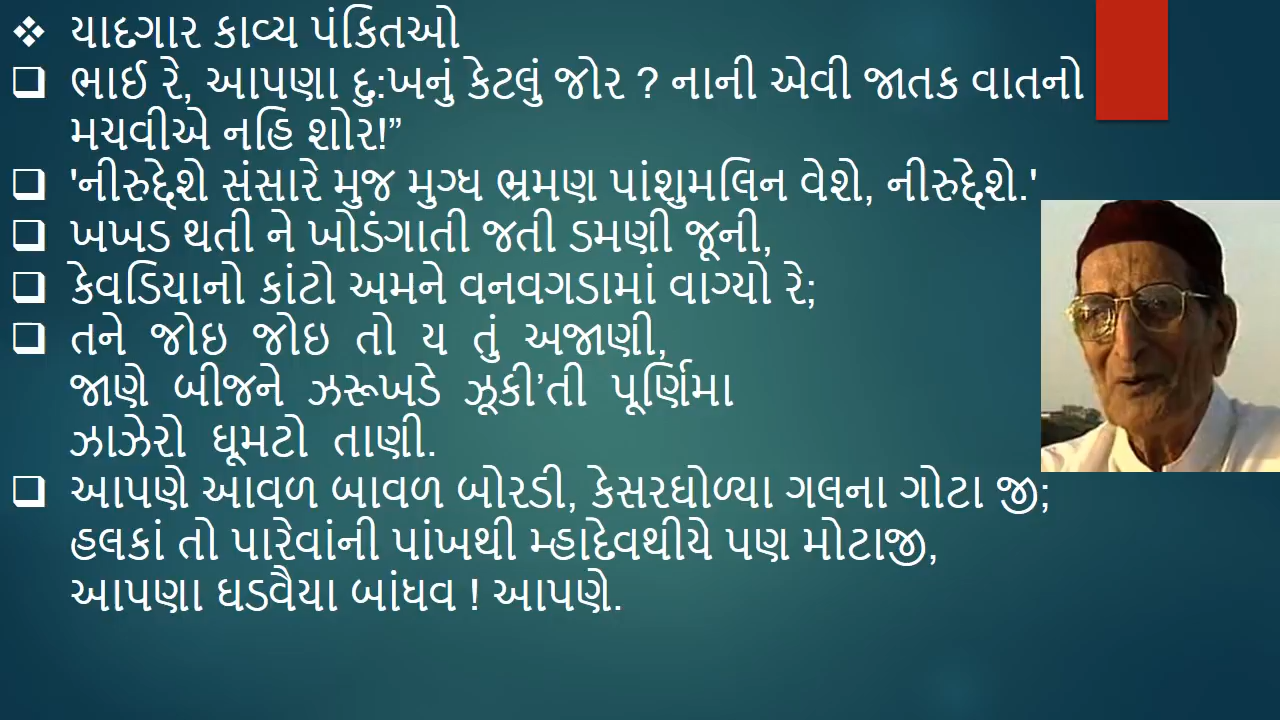 ❖ યાદગાર કાવ્ય પંકિતઓ
❑ ભાઈ રે, આપણા દુ:ખનું કેટલું જોર ? નાની એવી જાતક વાતનો
મચવીએ નહિ શોર!”
❑ 'નીરુદ્દેશે સંસારે મુજ મુગ્ધ ભ્રમણ પાંશુમલિન વેશે, નીરુદ્દેશે.'
❑ ખખડ થતી ને ખોડંગાતી જતી ડમણી જૂની,
❑ કેવડિયાનો કાંટો અમને વનવગડામાં વાગ્યો રે;
❑ તને જોઇ જોઇ તો ય તું અજાણી,
જાણે બીજને ઝરૂખડે ઝૂકી’તી પૂર્ણિમા
ઝાઝેરો ઘૂમટો તાણી.
❑ આપણે આવળ બાવળ બોરડી, કેસરઘોળ્યા ગલના ગોટા જી;
હલકાં તો પારેવાંની પાંખથી મ્હાદેવથીયે પણ મોટાજી,
આપણા ઘડવૈયા બાંધવ ! આપણે.